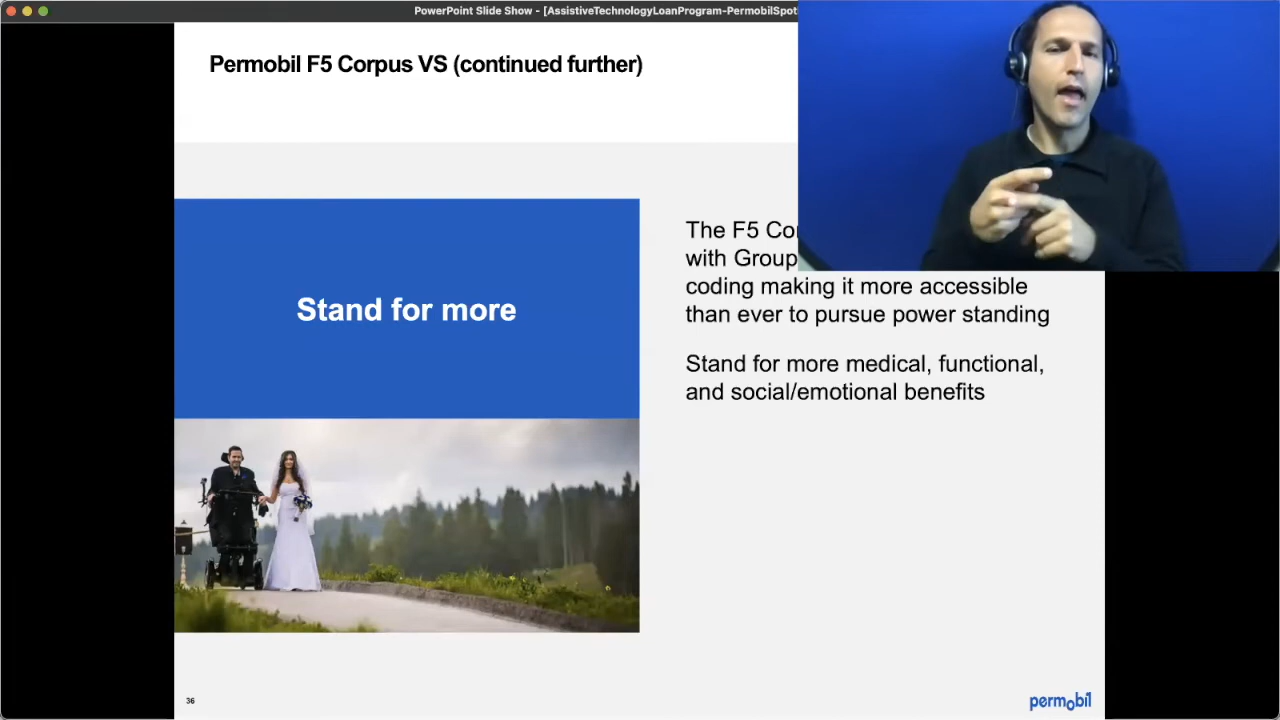 PowerPoint Slide Show - [AssistiveTechnologyLoanProgram-PermobilSpot
Permobil F5 Corpus VS (continued further)
Stand for more
The F5 Co
with Group
coding making it more accessible
than ever to pursue power standing
Stand for more medical, functional,
and social/emotional benefits
36
permobil